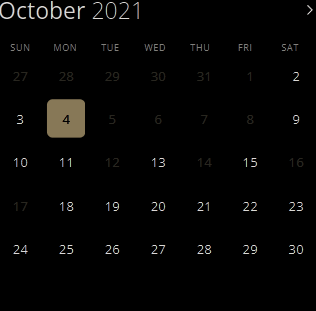 October 2021
SUN MON TUE WED THU FRI SAT
27 28 29 30 31 1 2
3 4 5 6 7 8 9
10 11 12 13 14 15 16
17 18 19 20 21 22 23
24 25 26 27 28 29 30